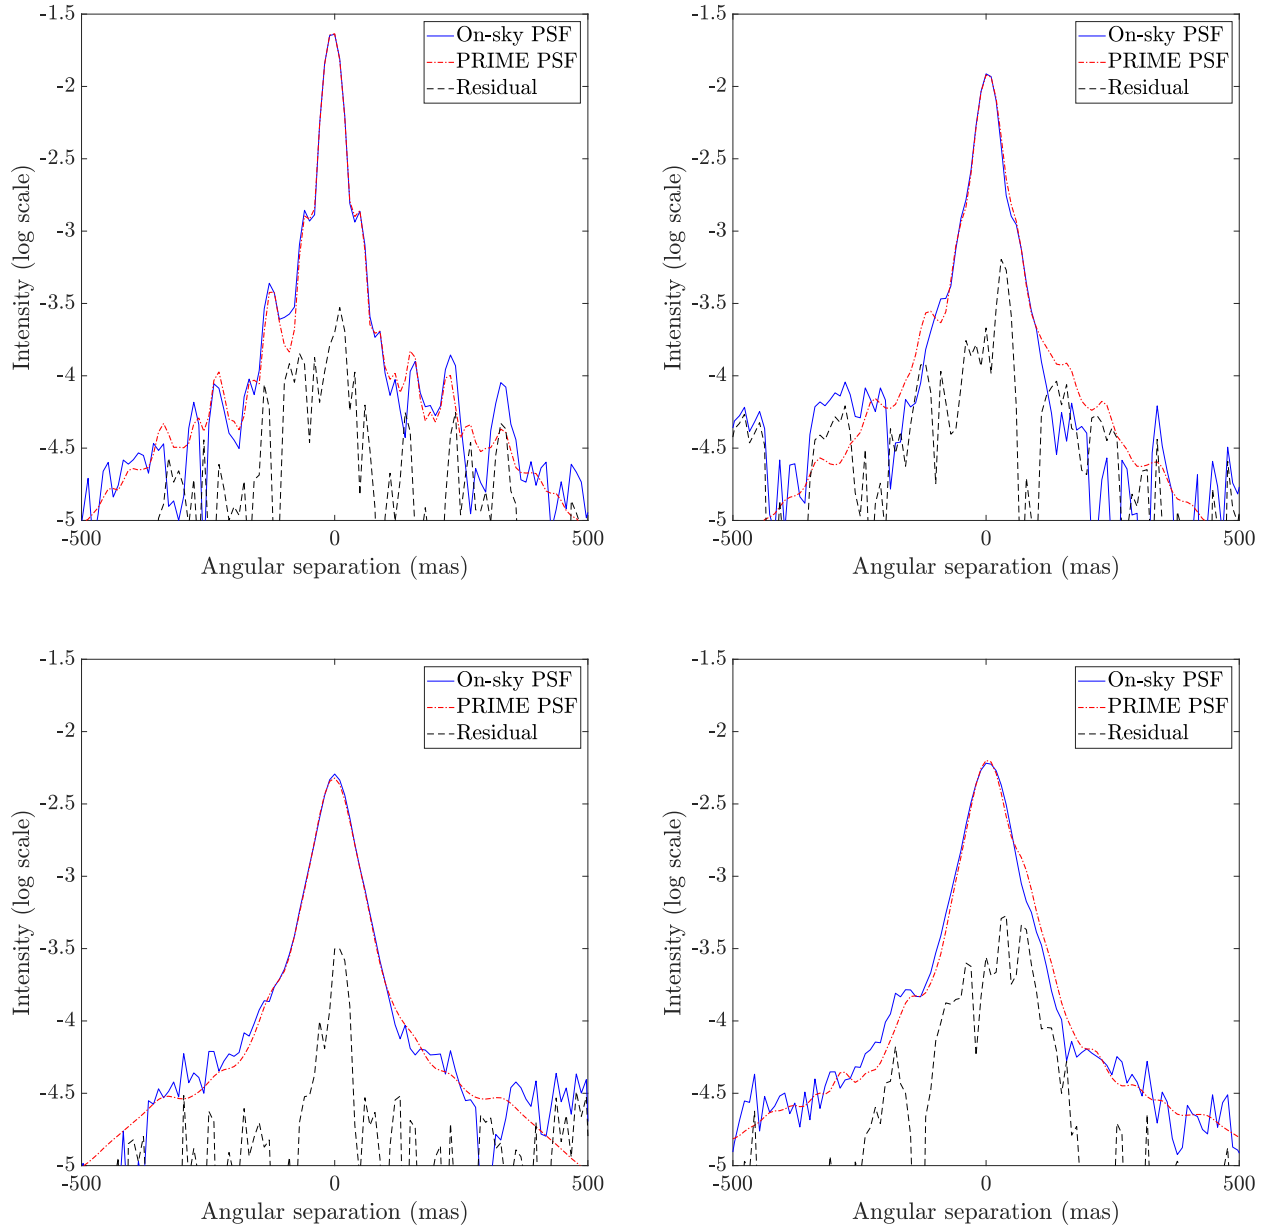 -1.5
-2
-2.5
-3
-3.5
-4
-4.5
-5
Intensity (log scale)
On-sky PSF
PRIME PSF
Residual
-500
0
500
Angular separation (mas)
-1.5
-2
-2.5
-3
-3.5
-4
-4.5
-5
Intensity (log scale)
On-sky PSF
PRIME PSF
Residual
-500
0
500
Angular separation (mas)
-1.5
-2
-2.5
-3
-3.5
-4
-4.5
-5
Intensity (log scale)
On-sky PSF
PRIME PSF
Residual
-500
0
500
Angular separation (mas)
-1.5
-2
-2.5
-3
-3.5
-4
-4.5
-5
Intensity (log scale)
On-sky PSF
PRIME PSF
Residual
-500
0
500
Angular separation (mas)